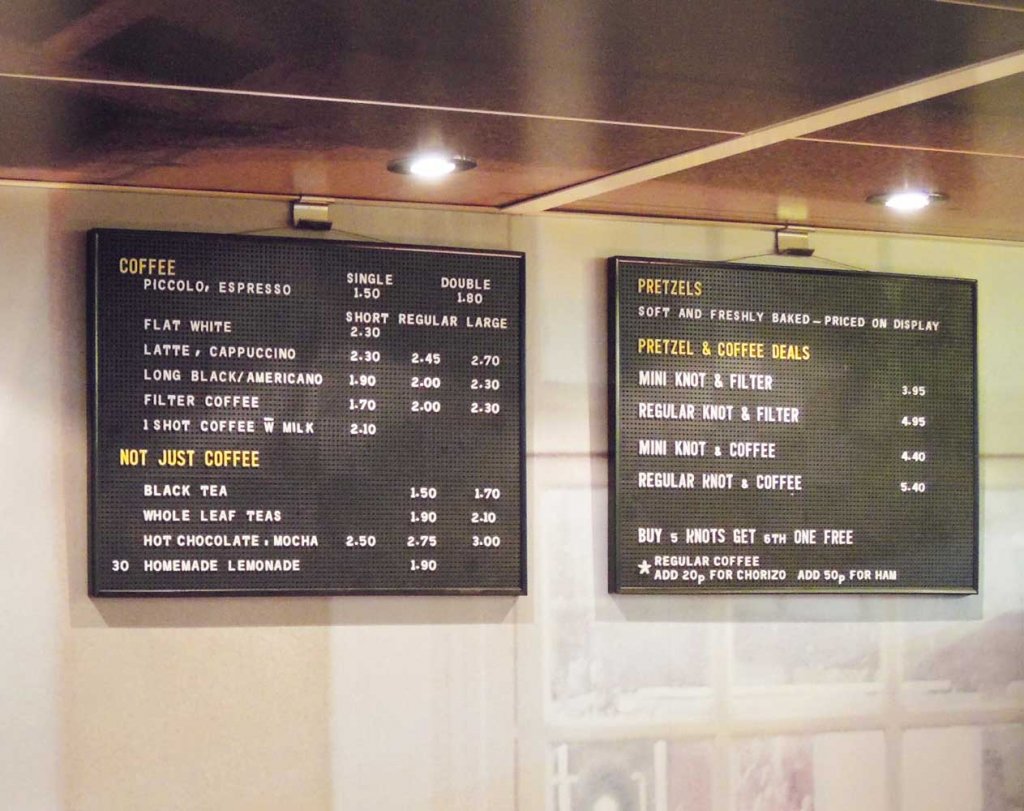 COFFEE
PICCOLO, ESPRESSO SINGLE DOUBLE
1.50 1.80
SHORT REGULAR LARGE
FLAT WHITE 2.30
LATTE, CAPPUCCINO 2.30 2.45 2.70
LONG BLACK/AMERICANO 1.90 2.00 2.30
FILTER COFFEE 1.70 2.00 2.30
1 SHOT COFFEE W̅ MILK 2.10
NOT JUST COFFEE
BLACK TEA 1.50 1.70
WHOLE LEAF TEAS 1.90 2.10
HOT CHOCOLATE, MOCHA 2.50 2.75 3.00
30 HOMEMADE LEMONADE 1.90
PRETZELS
SOFT AND FRESHLY BAKED – PRICED ON DISPLAY
PRETZEL & COFFEE DEALS
MINI KNOT & FILTER 3.95
REGULAR KNOT & FILTER 4.95
MINI KNOT & COFFEE 4.40
REGULAR KNOT & COFFEE 5.40
BUY 5 KNOTS GET 6TH ONE FREE
* REGULAR COFFEE
ADD 20p FOR CHORIZO ADD 50p FOR HAM